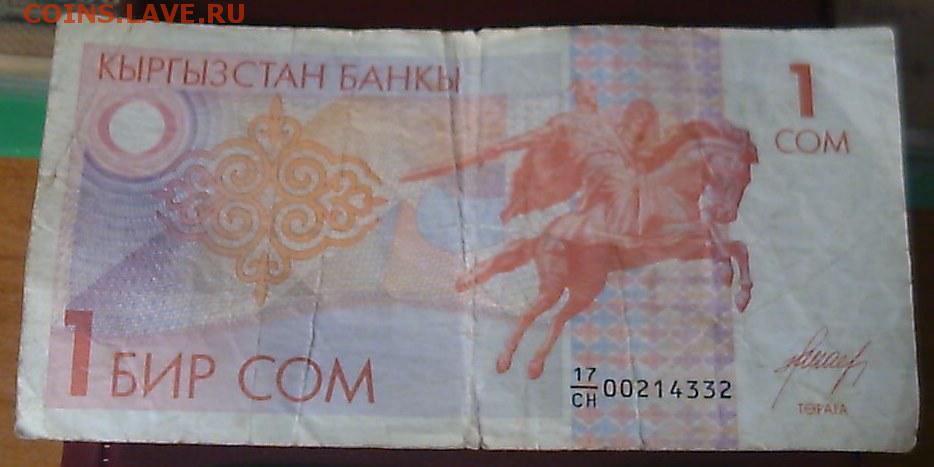 COINS.LAVE.RU
КЫРГЫЗСТАН БАНКЫ
1
СОМ
1 БИР СОМ
17
СН 00214332
ТӨРАГА